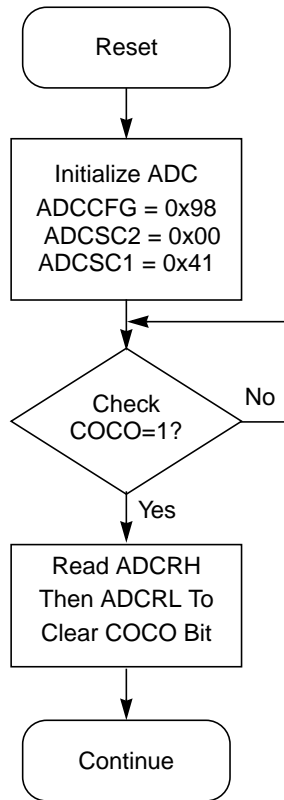 Reset
Initialize ADC
ADCCFG = 0x98
ADCSC2 = 0x00
ADCSC1 = 0x41
Check
COCO=1?
No
Yes
Read ADCRH
Then ADCRL To
Clear COCO Bit
Continue